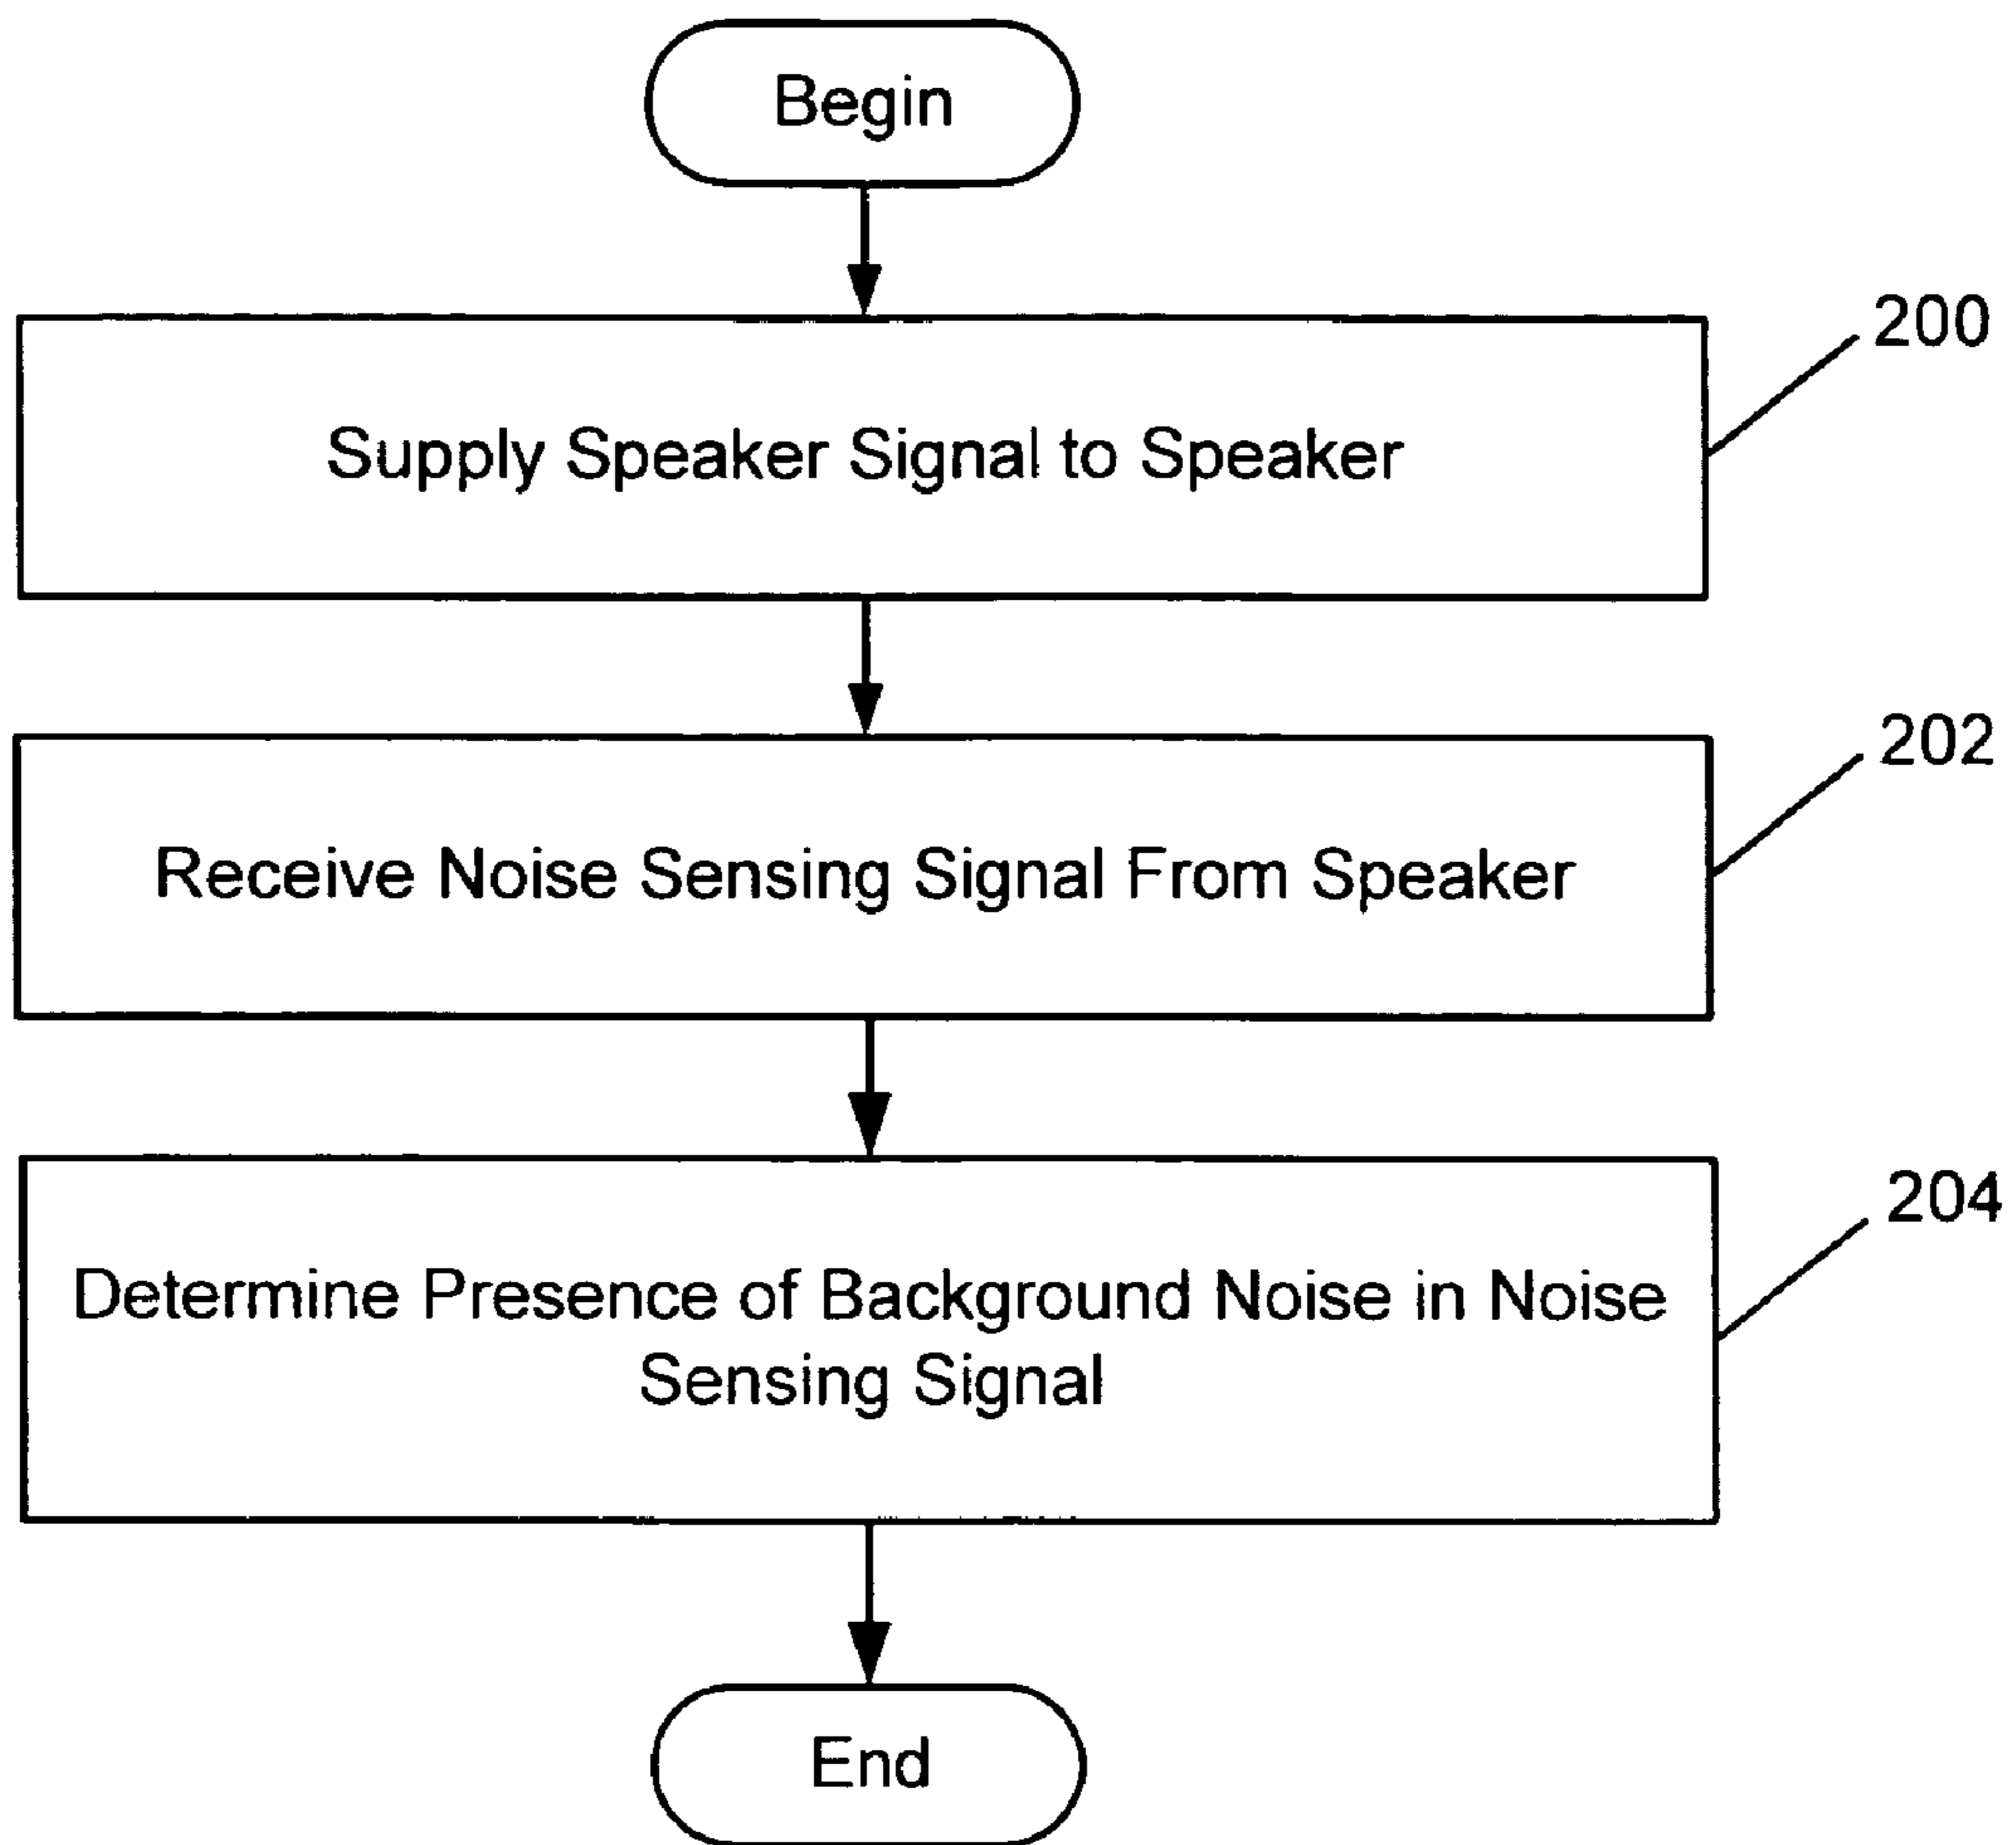 Begin
200
Supply Speaker Signal to Speaker
202
Receive Noise Sensing Signal From Speaker
204
Determine Presence of Background Noise in Noise
Sensing Signal
End